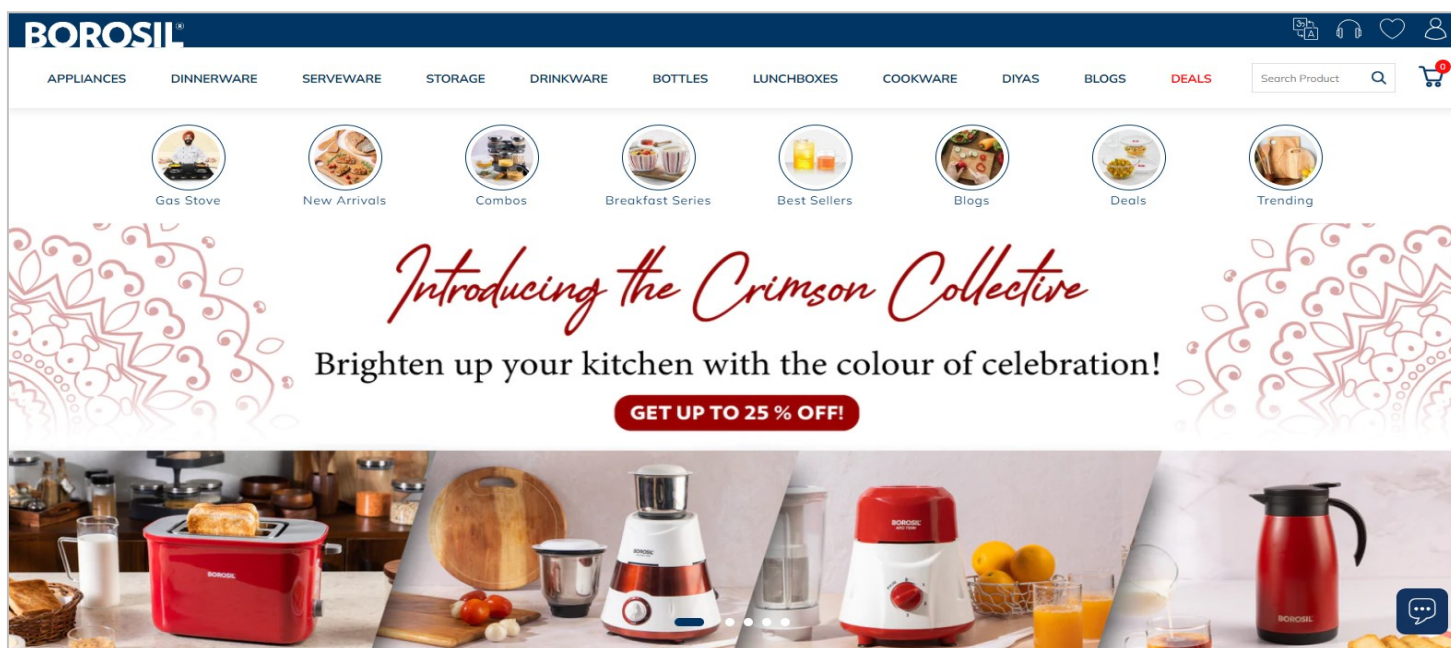 BOROSIL®
APPLIANCES DINNERWARE SERVEWARE STORAGE DRINKWARE BOTTLES LUNCHBOXES COOKWARE DIYAS BLOGS DEALS Search Product 0
Gas Stove New Arrivals Combos Breakfast Series Best Sellers Blogs Deals Trending
Introducing the Crimson Collective
Brighten up your kitchen with the colour of celebration!
GET UP TO 25 % OFF!
BOROSIL
BOROSIL
BOROSIL
BOROSIL